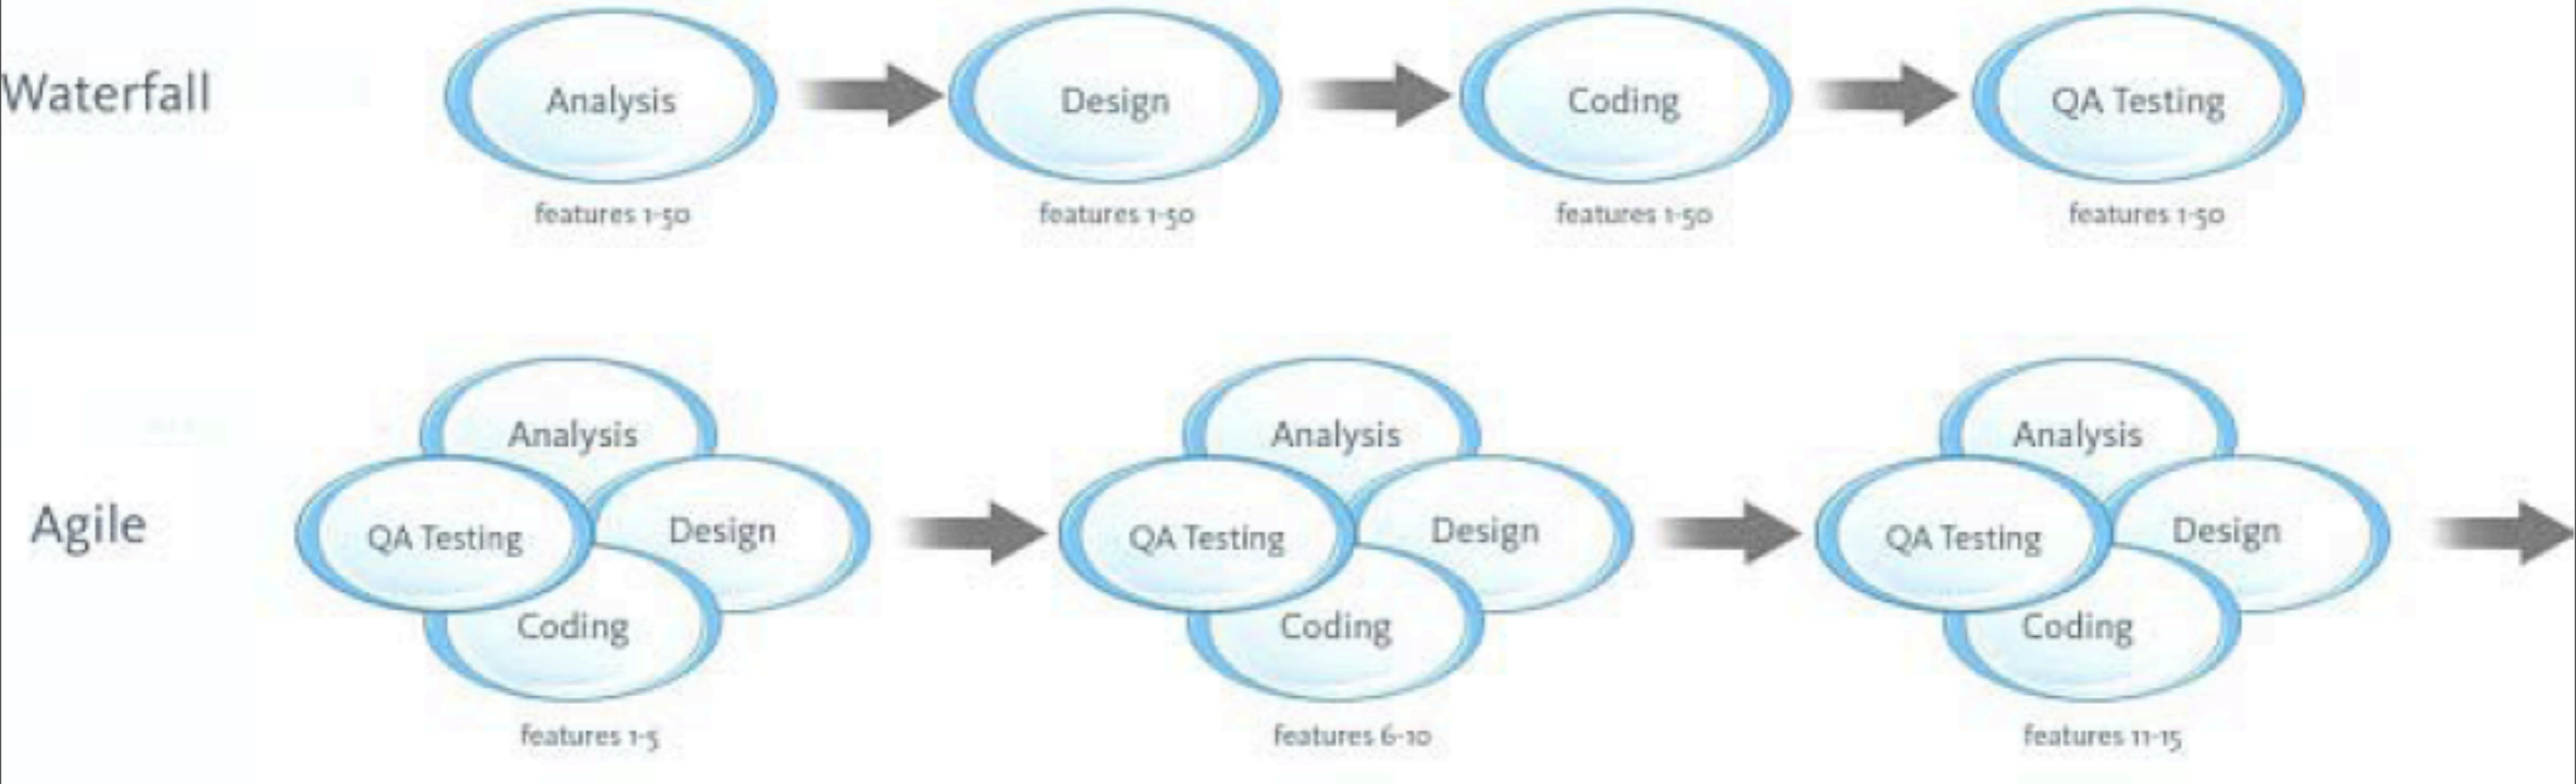 Waterfall
Analysis
Design
Coding
QA Testing
features 1-50
features 1-50
features 1-50
features 1-50
Agile
Analysis
QA Testing
Design
Coding
features 1-5
Analysis
QA Testing
Design
Coding
features 6-10
Analysis
QA Testing
Design
Coding
features 11-15